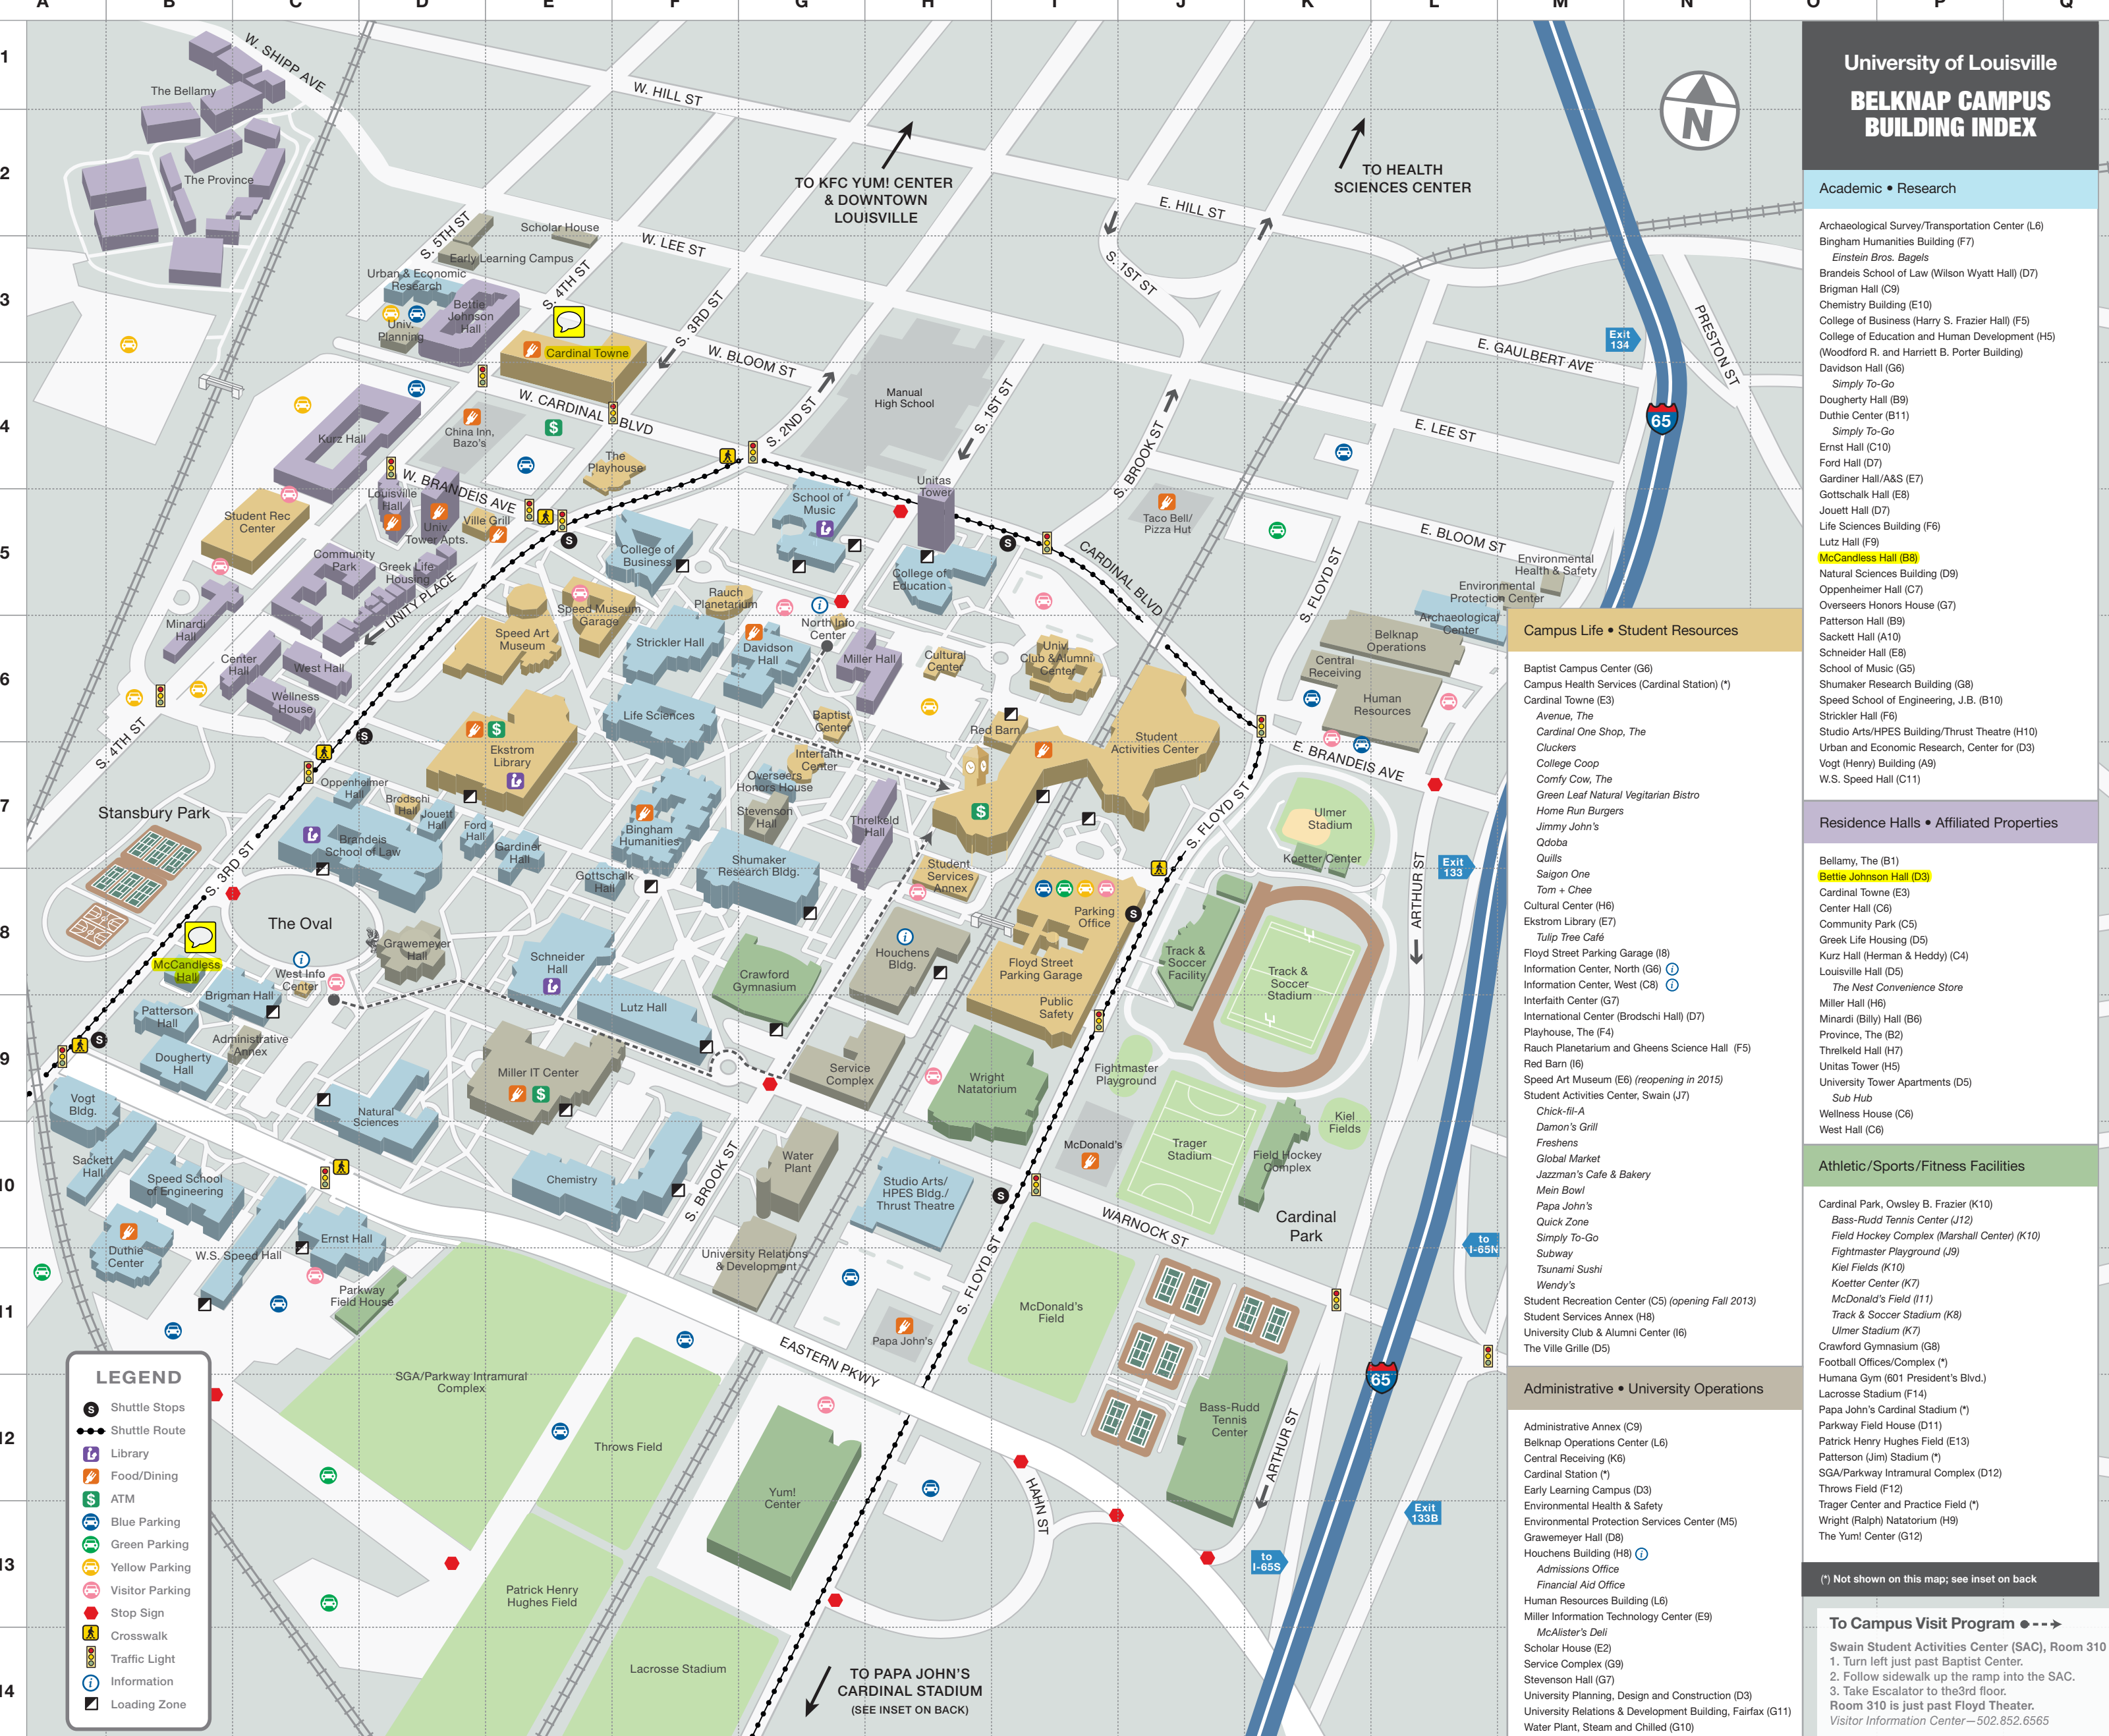 A B C D E F G H I J K L M N O P Q
1
2
3
4
5
6
7
8
9
10
11
12
13
14
W. SHIPP AVE
The Bellamy
The Province
W. HILL ST
TO KFC YUM! CENTER
& DOWNTOWN
LOUISVILLE
TO HEALTH
SCIENCES CENTER
N
E. HILL ST
S. 5TH ST
Scholar House
Early Learning Campus
W. LEE ST
S. 4TH ST
Urban & Economic
Research
Bettie
Johnson
Hall
Univ.
Planning
S. 3RD ST
S. 1ST ST
Cardinal Towne
W. BLOOM ST
Exit
134
PRESTON ST
E. GAULBERT AVE
65
W. CARDINAL BLVD
S. 2ND ST
Manual
High School
S. 1ST ST
S. BROOK ST
E. LEE ST
Kurz Hall
China Inn,
Bazo's
$
The
Playhouse
W. BRANDEIS AVE
Louisville
Hall
Univ.
Tower Apts.
Ville Grill
Student Rec
Center
School of
Music
Unitas
Tower
Taco Bell/
Pizza Hut
E. BLOOM ST
S
S
CARDINAL BLVD
College of
Business
College of
Education
Community
Park
Greek Life
Housing
UNITY PLACE
Environmental
Health & Safety
Environmental
Protection Center
Archaeological
Center
S. FLOYD ST
Minardi
Hall
Rauch
Planetarium
Speed Museum
Garage
North Info
Center
Speed Art
Museum
Strickler Hall
Davidson
Hall
Miller Hall
Cultural
Center
Univ.
Club & Alumni
Center
Belknap
Operations
Central
Receiving
Human
Resources
Center
Hall
West Hall
Wellness
House
S. 4TH ST
Life Sciences
Baptist
Center
Red Barn
Student
Activities Center
S
Ekstrom
Library
$
Interfaith
Center
E. BRANDEIS AVE
Oppenheimer
Hall
Overseers
Honors House
Stansbury Park
Brodschi
Hall
Jouett
Hall
Ford
Hall
Stevenson
Hall
Threlkeld
Hall
$
Ulmer
Stadium
Brandeis
School of Law
Gardiner
Hall
Bingham
Humanities
S. FLOYD ST
Koetter Center
Exit
133
ARTHUR ST
S. 3RD ST
Gottschalk
Hall
Shumaker
Research Bldg.
Student
Services
Annex
Parking
Office
S
The Oval
Grawemeyer
Hall
Schneider
Hall
Crawford
Gymnasium
Houchens
Bldg.
Floyd Street
Parking Garage
Public
Safety
Track &
Soccer
Facility
Track &
Soccer
Stadium
McCandless
Hall
West Info
Center
Brigman Hall
Patterson
Hall
Lutz Hall
S
Administrative
Annex
Dougherty
Hall
Miller IT Center
$
Service
Complex
Wright
Natatorium
Fightmaster
Playground
Vogt
Bldg.
Natural
Sciences
McDonald's
Trager
Stadium
Kiel
Fields
Field Hockey
Complex
Sackett
Hall
Speed School
of Engineering
Chemistry
S. BROOK ST
Water
Plant
Studio Arts/
HPES Bldg./
Thrust Theatre
S
WARNOCK ST
Cardinal
Park
Duthie
Center
W.S. Speed Hall
Ernst Hall
University Relations
& Development
to
I-65N
Parkway
Field House
S. FLOYD ST
McDonald's
Field
Papa John's
EASTERN PKWY
65
SGA/Parkway Intramural
Complex
Throws Field
Bass-Rudd
Tennis
Center
ARTHUR ST
HAHN ST
Yum!
Center
Exit
133B
to
I-65S
Patrick Henry
Hughes Field
Lacrosse Stadium
TO PAPA JOHN'S
CARDINAL STADIUM
(SEE INSET ON BACK)
LEGEND
S Shuttle Stops
Shuttle Route
Library
Food/Dining
$ ATM
Blue Parking
Green Parking
Yellow Parking
Visitor Parking
Stop Sign
Crosswalk
Traffic Light
i Information
Loading Zone
University of Louisville
BELKNAP CAMPUS
BUILDING INDEX
Academic • Research
Archaeological Survey/Transportation Center (L6)
Bingham Humanities Building (F7)
Einstein Bros. Bagels
Brandeis School of Law (Wilson Wyatt Hall) (D7)
Brigman Hall (C9)
Chemistry Building (E10)
College of Business (Harry S. Frazier Hall) (F5)
College of Education and Human Development (H5)
(Woodford R. and Harriett B. Porter Building)
Davidson Hall (G6)
Simply To-Go
Dougherty Hall (B9)
Duthie Center (B11)
Simply To-Go
Ernst Hall (C10)
Ford Hall (D7)
Gardiner Hall/A&S (E7)
Gottschalk Hall (E8)
Jouett Hall (D7)
Life Sciences Building (F6)
Lutz Hall (F9)
McCandless Hall (B8)
Natural Sciences Building (D9)
Oppenheimer Hall (C7)
Overseers Honors House (G7)
Patterson Hall (B9)
Sackett Hall (A10)
Schneider Hall (E8)
School of Music (G5)
Shumaker Research Building (G8)
Speed School of Engineering, J.B. (B10)
Strickler Hall (F6)
Studio Arts/HPES Building/Thrust Theatre (H10)
Urban and Economic Research, Center for (D3)
Vogt (Henry) Building (A9)
W.S. Speed Hall (C11)
Residence Halls • Affiliated Properties
Bellamy, The (B1)
Bettie Johnson Hall (D3)
Cardinal Towne (E3)
Center Hall (C6)
Community Park (C5)
Greek Life Housing (D5)
Kurz Hall (Herman & Heddy) (C4)
Louisville Hall (D5)
The Nest Convenience Store
Miller Hall (H6)
Minardi (Billy) Hall (B6)
Province, The (B2)
Threlkeld Hall (H7)
Unitas Tower (H5)
University Tower Apartments (D5)
Sub Hub
Wellness House (C6)
West Hall (C6)
Athletic/Sports/Fitness Facilities
Cardinal Park, Owsley B. Frazier (K10)
Bass-Rudd Tennis Center (J12)
Field Hockey Complex (Marshall Center) (K10)
Fightmaster Playground (J9)
Kiel Fields (K10)
Koetter Center (K7)
McDonald's Field (I11)
Track & Soccer Stadium (K8)
Ulmer Stadium (K7)
Crawford Gymnasium (G8)
Football Offices/Complex (*)
Humana Gym (601 President's Blvd.)
Lacrosse Stadium (F14)
Papa John's Cardinal Stadium (*)
Parkway Field House (D11)
Patrick Henry Hughes Field (E13)
Patterson (Jim) Stadium (*)
SGA/Parkway Intramural Complex (D12)
Throws Field (F12)
Trager Center and Practice Field (*)
Wright (Ralph) Natatorium (H9)
The Yum! Center (G12)
(*) Not shown on this map; see inset on back
To Campus Visit Program
Swain Student Activities Center (SAC), Room 310
1. Turn left just past Baptist Center.
2. Follow sidewalk up the ramp into the SAC.
3. Take Escalator to the3rd floor.
Room 310 is just past Floyd Theater.
Visitor Information Center—502.852.6565
Campus Life • Student Resources
Baptist Campus Center (G6)
Campus Health Services (Cardinal Station) (*)
Cardinal Towne (E3)
Avenue, The
Cardinal One Shop, The
Cluckers
College Coop
Comfy Cow, The
Green Leaf Natural Vegitarian Bistro
Home Run Burgers
Jimmy John's
Qdoba
Quills
Saigon One
Tom + Chee
Cultural Center (H6)
Ekstrom Library (E7)
Tulip Tree Café
Floyd Street Parking Garage (I8)
Information Center, North (G6) i
Information Center, West (C8) i
Interfaith Center (G7)
International Center (Brodschi Hall) (D7)
Playhouse, The (F4)
Rauch Planetarium and Gheens Science Hall (F5)
Red Barn (I6)
Speed Art Museum (E6) (reopening in 2015)
Student Activities Center, Swain (J7)
Chick-fil-A
Damon's Grill
Freshens
Global Market
Jazzman's Cafe & Bakery
Mein Bowl
Papa John's
Quick Zone
Simply To-Go
Subway
Tsunami Sushi
Wendy's
Student Recreation Center (C5) (opening Fall 2013)
Student Services Annex (H8)
University Club & Alumni Center (I6)
The Ville Grille (D5)
Administrative • University Operations
Administrative Annex (C9)
Belknap Operations Center (L6)
Central Receiving (K6)
Cardinal Station (*)
Early Learning Campus (D3)
Environmental Health & Safety
Environmental Protection Services Center (M5)
Grawemeyer Hall (D8)
Houchens Building (H8) i
Admissions Office
Financial Aid Office
Human Resources Building (L6)
Miller Information Technology Center (E9)
McAlister's Deli
Scholar House (E2)
Service Complex (G9)
Stevenson Hall (G7)
University Planning, Design and Construction (D3)
University Relations & Development Building, Fairfax (G11)
Water Plant, Steam and Chilled (G10)